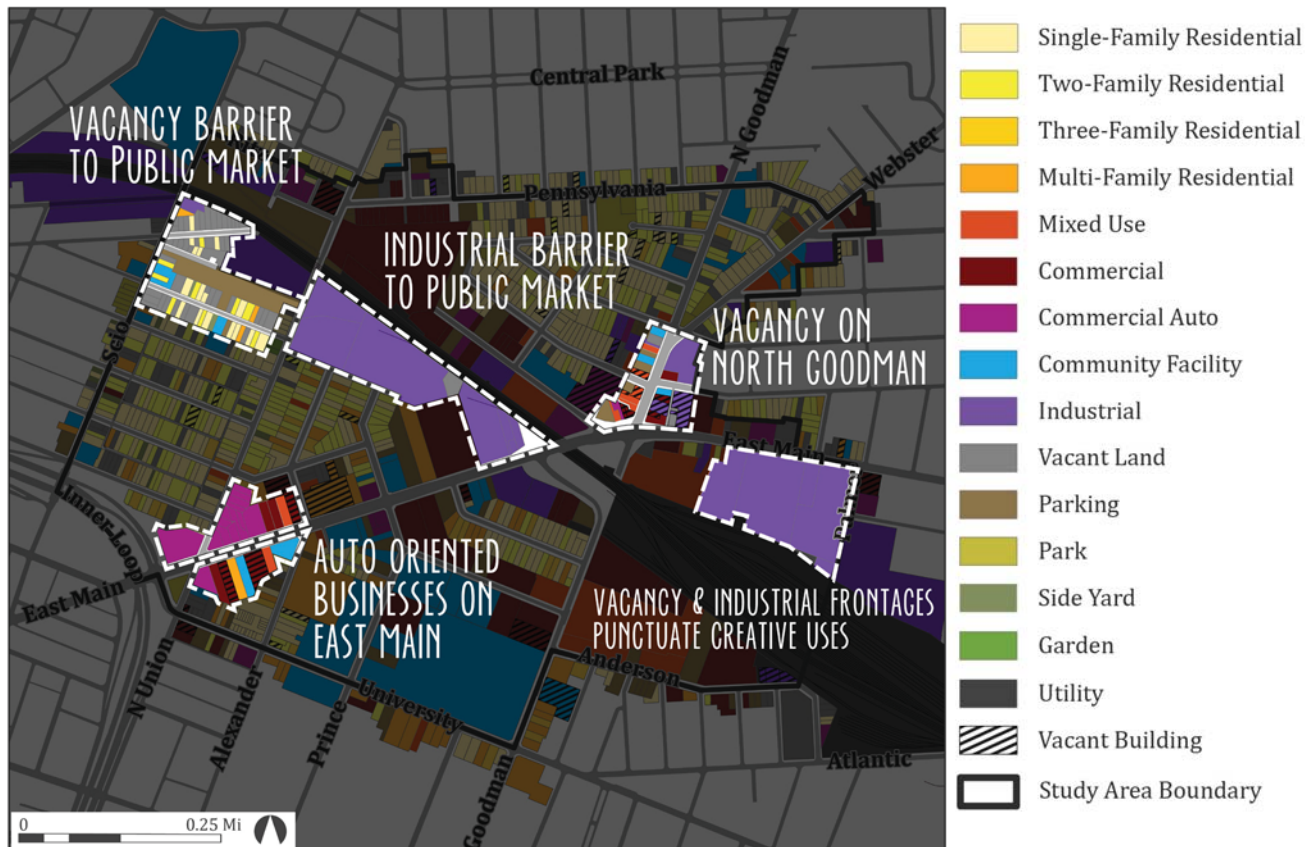 VACANCY BARRIER
TO PUBLIC MARKET
Central Park
N Goodman
Webster
Pennsylvania
INDUSTRIAL BARRIER
TO PUBLIC MARKET
VACANCY ON
NORTH GOODMAN
Scio
East Main
Inner-Loop
East Main
AUTO ORIENTED
BUSINESSES ON
EAST MAIN
VACANCY & INDUSTRIAL FRONTAGES
PUNCTUATE CREATIVE USES
N Union
Alexander
Prince
University
Anderson
Goodman
Atlantic
0 0.25 Mi
Single-Family Residential
Two-Family Residential
Three-Family Residential
Multi-Family Residential
Mixed Use
Commercial
Commercial Auto
Community Facility
Industrial
Vacant Land
Parking
Park
Side Yard
Garden
Utility
Vacant Building
Study Area Boundary